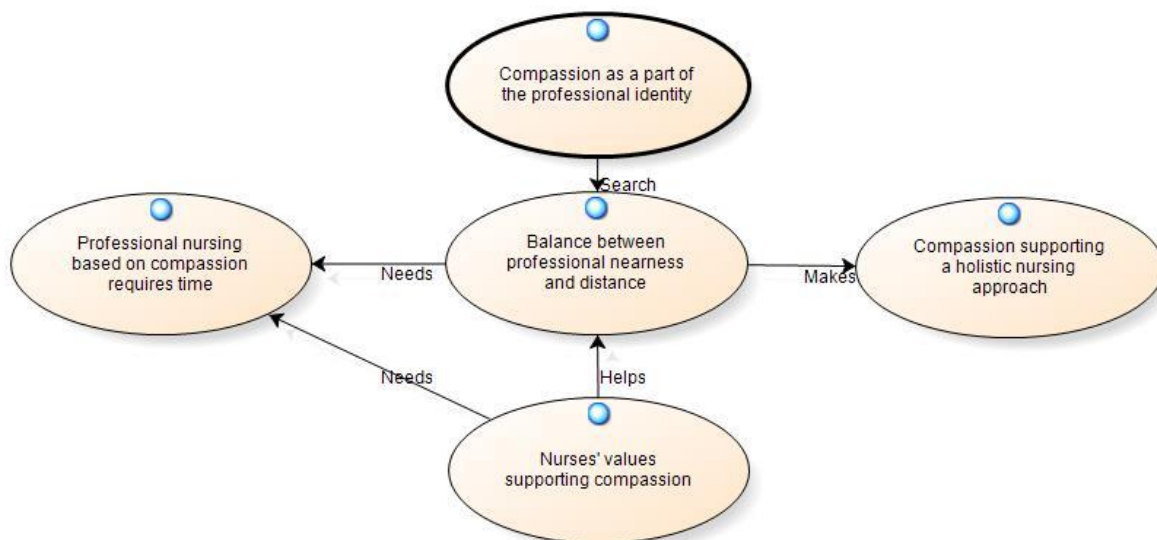 Compassion as a part of
the professional identity
Search
Professional nursing
based on compassion
requires time
Needs
Balance between
professional nearness
and distance
Makes
Compassion supporting
a holistic nursing
approach
Needs
Helps
Nurses' values
supporting compassion